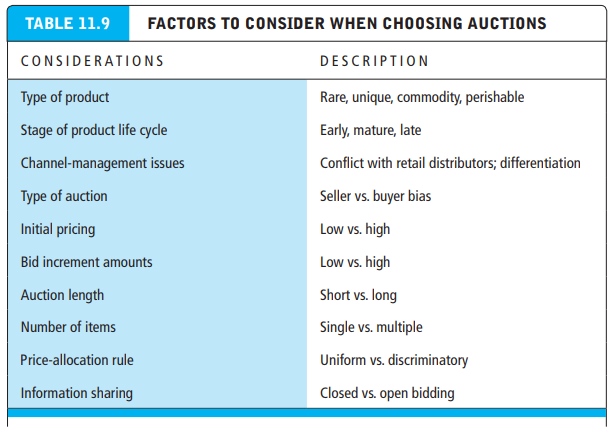 TABLE 11.9 FACTORS TO CONSIDER WHEN CHOOSING AUCTIONS
CONSIDERATIONS DESCRIPTION
Type of product Rare, unique, commodity, perishable
Stage of product life cycle Early, mature, late
Channel-management issues Conflict with retail distributors; differentiation
Type of auction Seller vs. buyer bias
Initial pricing Low vs. high
Bid increment amounts Low vs. high
Auction length Short vs. long
Number of items Single vs. multiple
Price-allocation rule Uniform vs. discriminatory
Information sharing Closed vs. open bidding